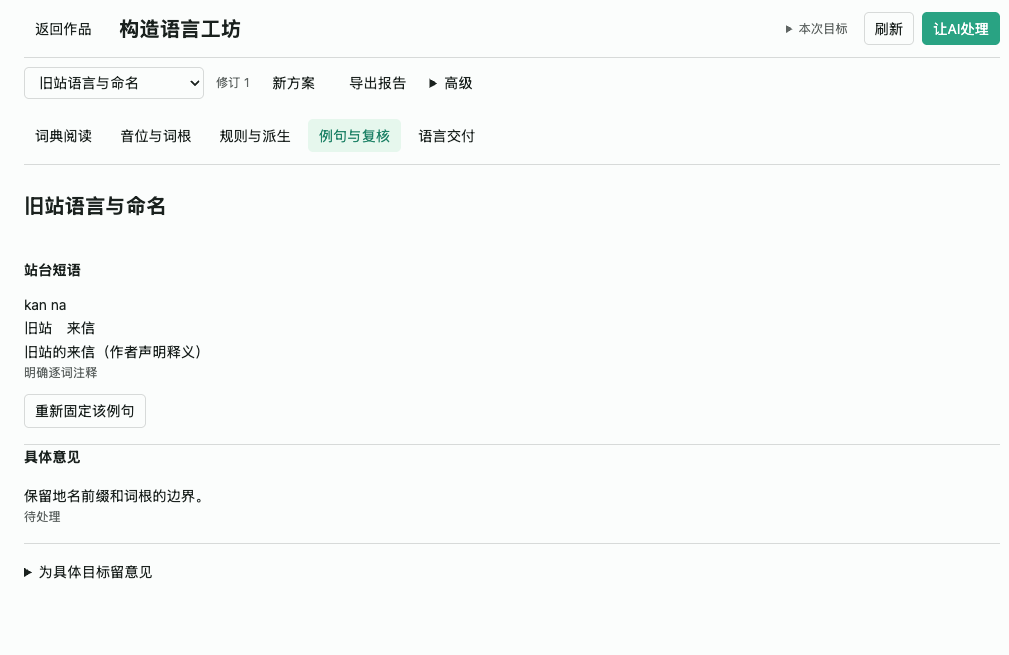 返回作品 构造语言工坊 ▶ 本次目标 刷新 让AI处理
旧站语言与命名 修订 1 新方案 导出报告 ▶ 高级
词典阅读 音位与词根 规则与派生 例句与复核 语言交付
旧站语言与命名
站台短语
kan na
旧站 来信
旧站的来信（作者声明释义）
明确逐词注释
重新固定该例句
具体意见
保留地名前缀和词根的边界。
待处理
▶ 为具体目标留意见